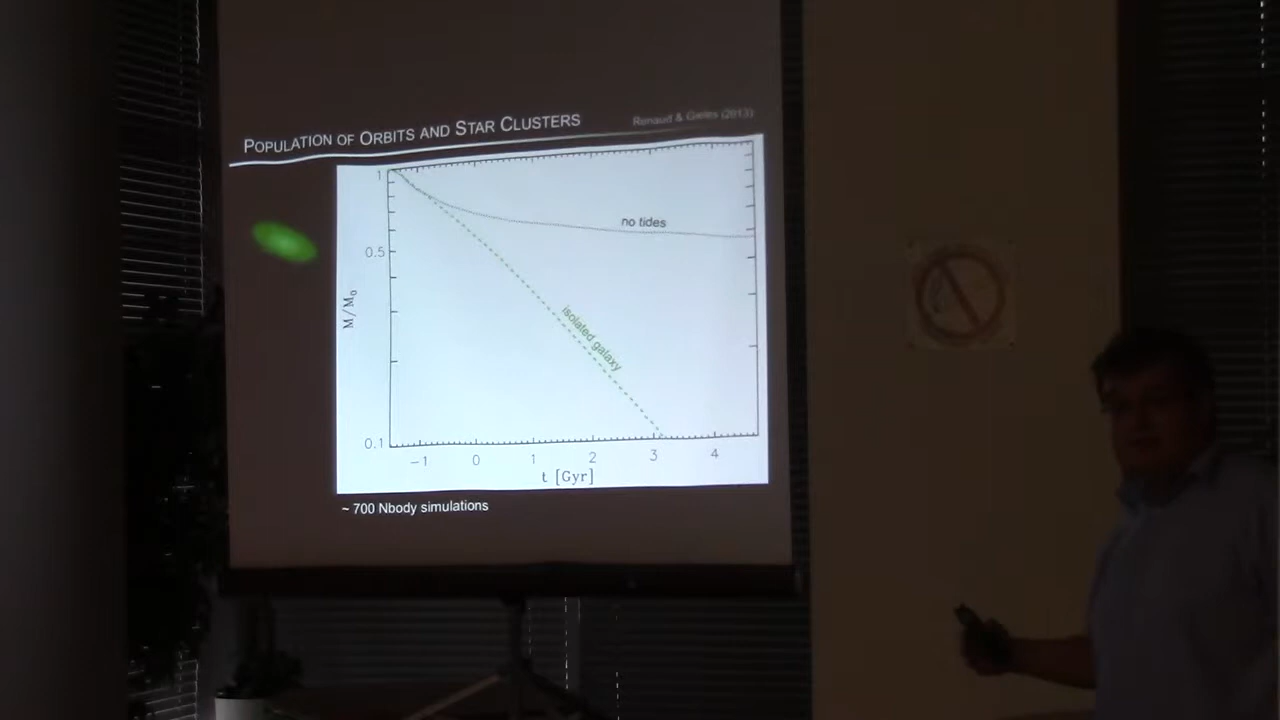 POPULATION OF ORBITS AND STAR CLUSTERS
Renaud & Gieles (2013)
1
no tides
0.5
M/M0
isolated galaxy
0.1
−1 0 1 2 3 4
t [Gyr]
~ 700 Nbody simulations